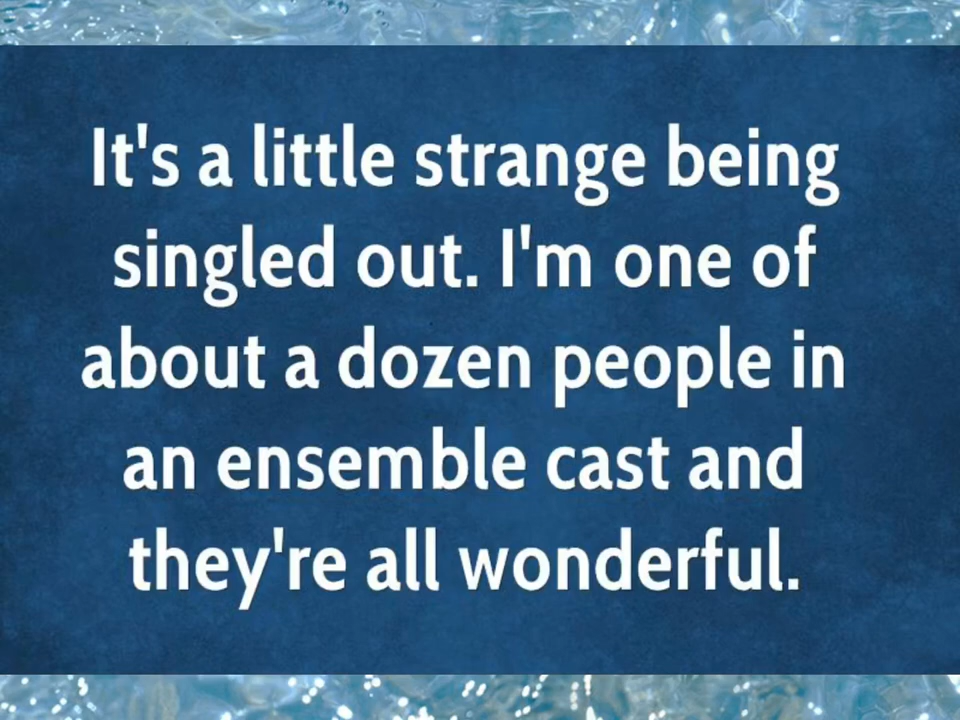 It's a little strange being
singled out. I'm one of
about a dozen people in
an ensemble cast and
they're all wonderful.